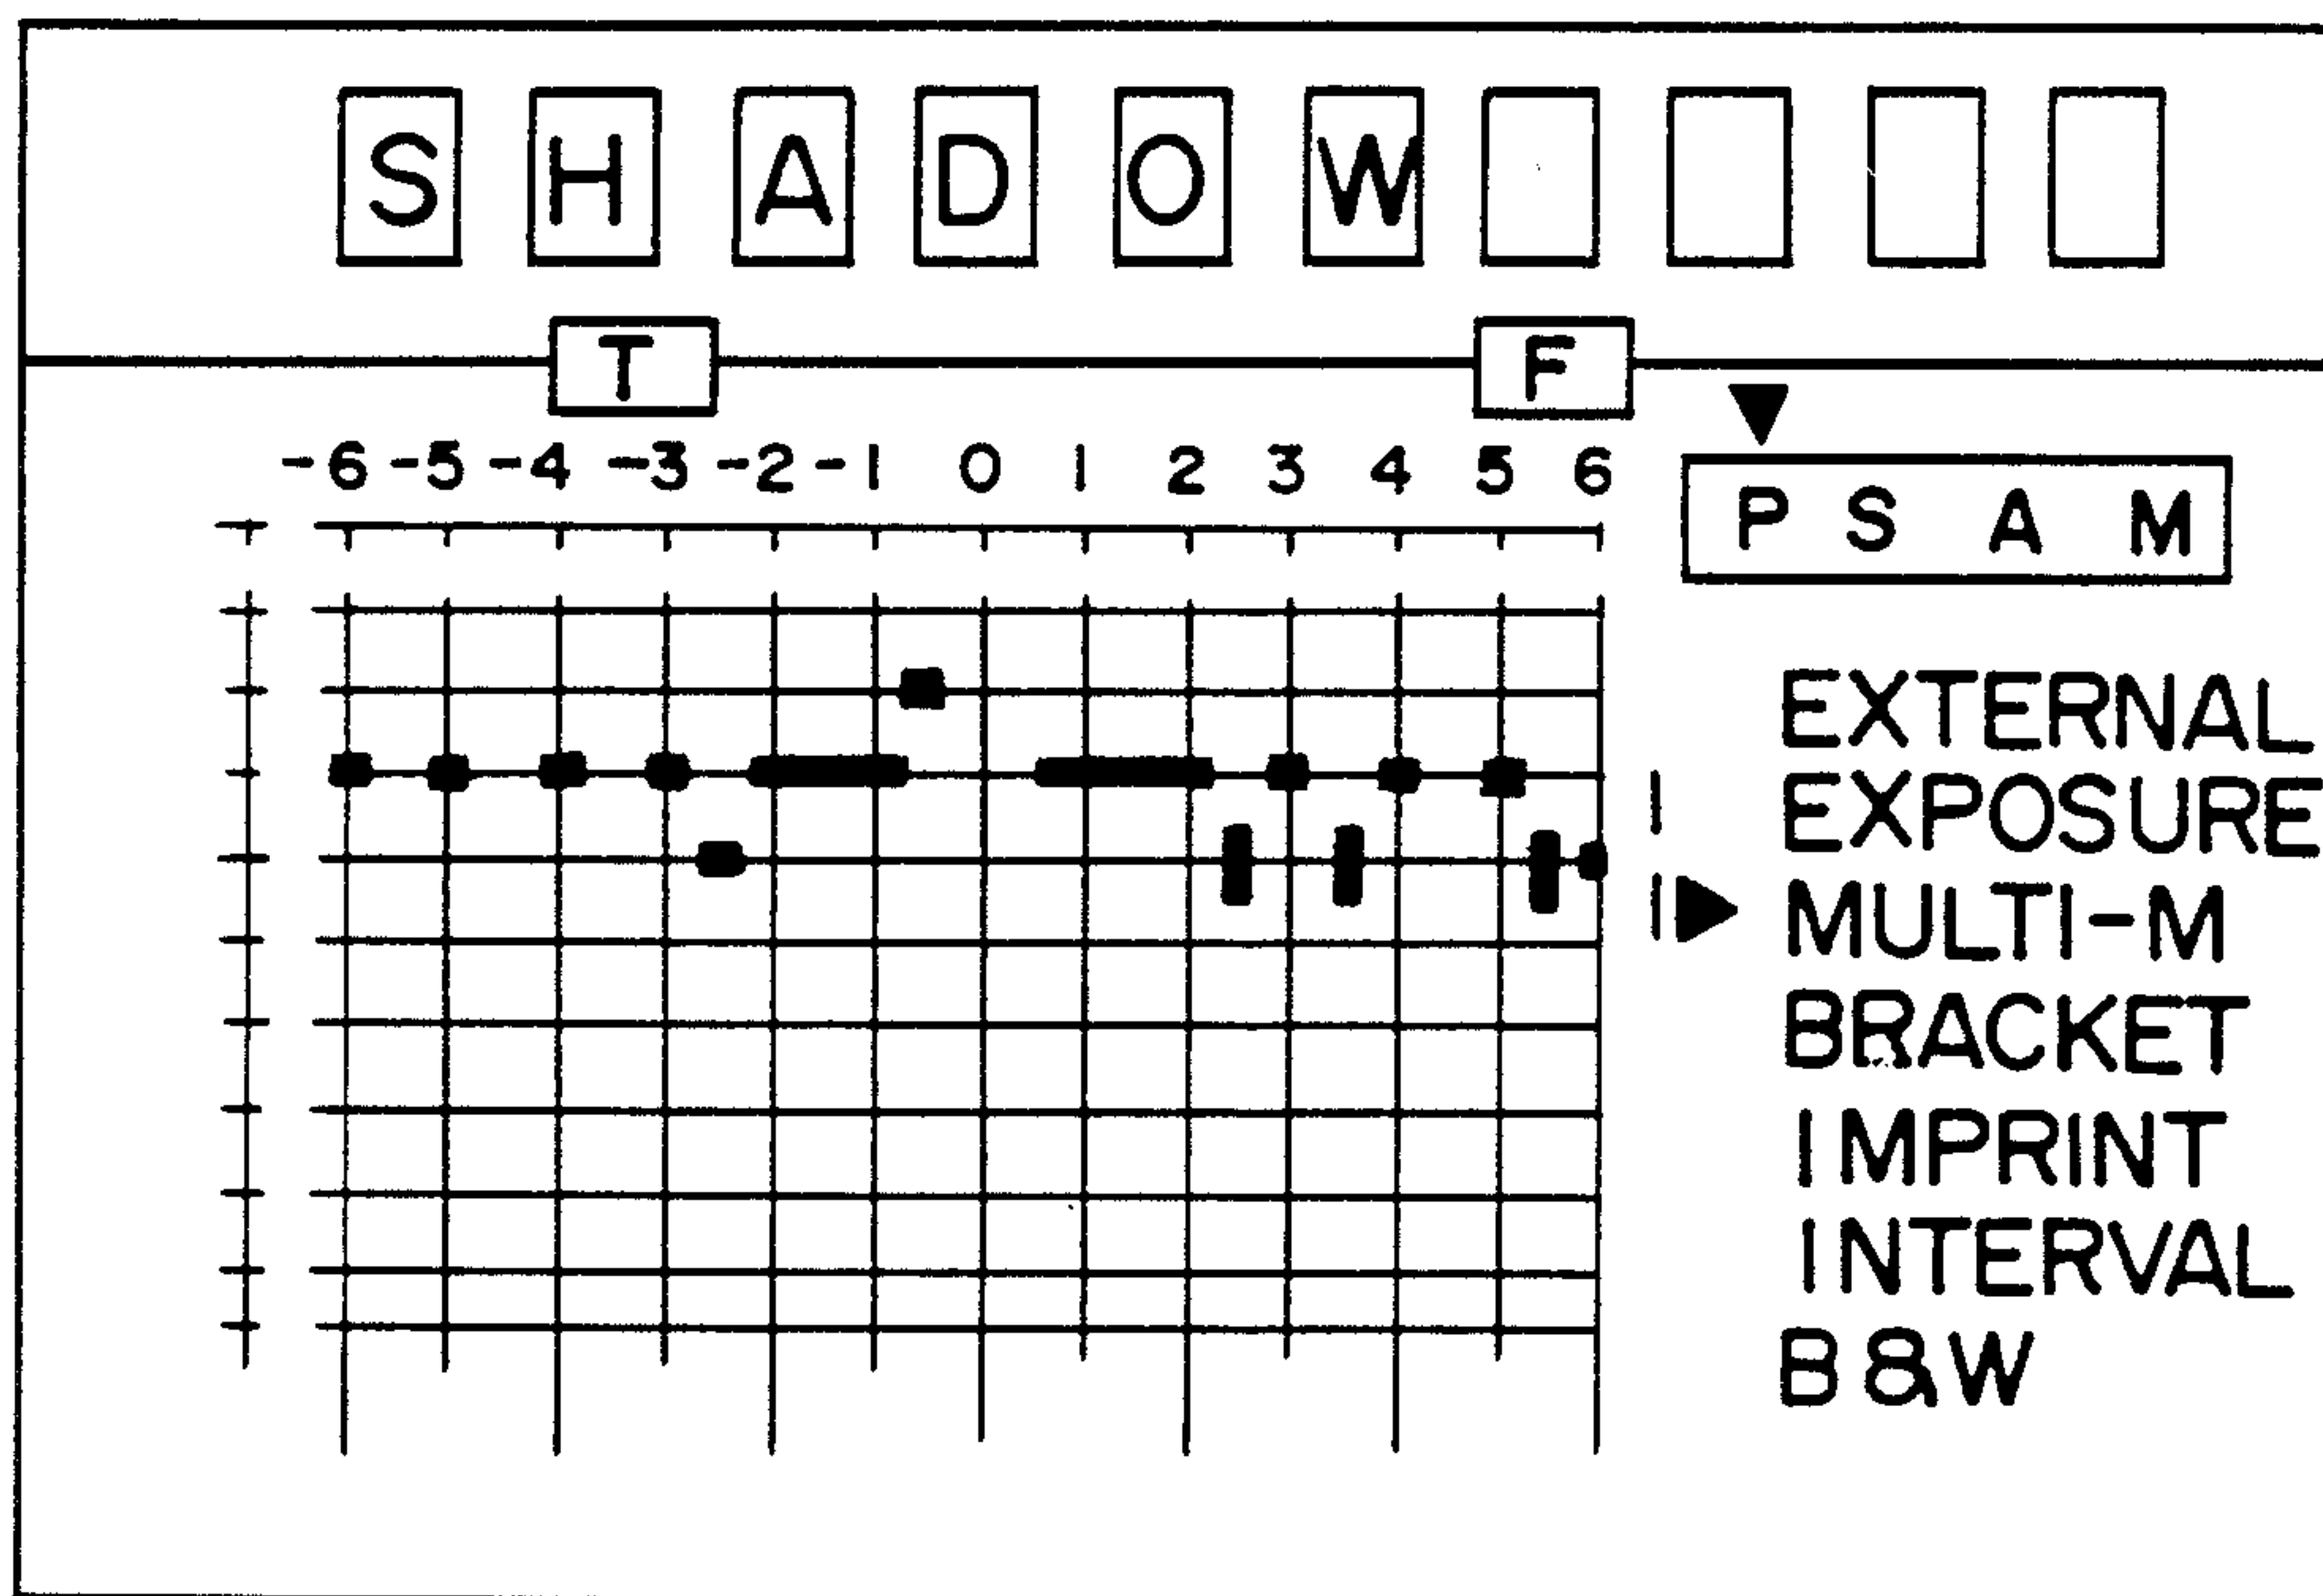 SHADOW
T F
-6 -5 -4 -3 -2 -1 0 1 2 3 4 5 6
P S A M
EXTERNAL
EXPOSURE
MULTI-M
BRACKET
IMPRINT
INTERVAL
B&W